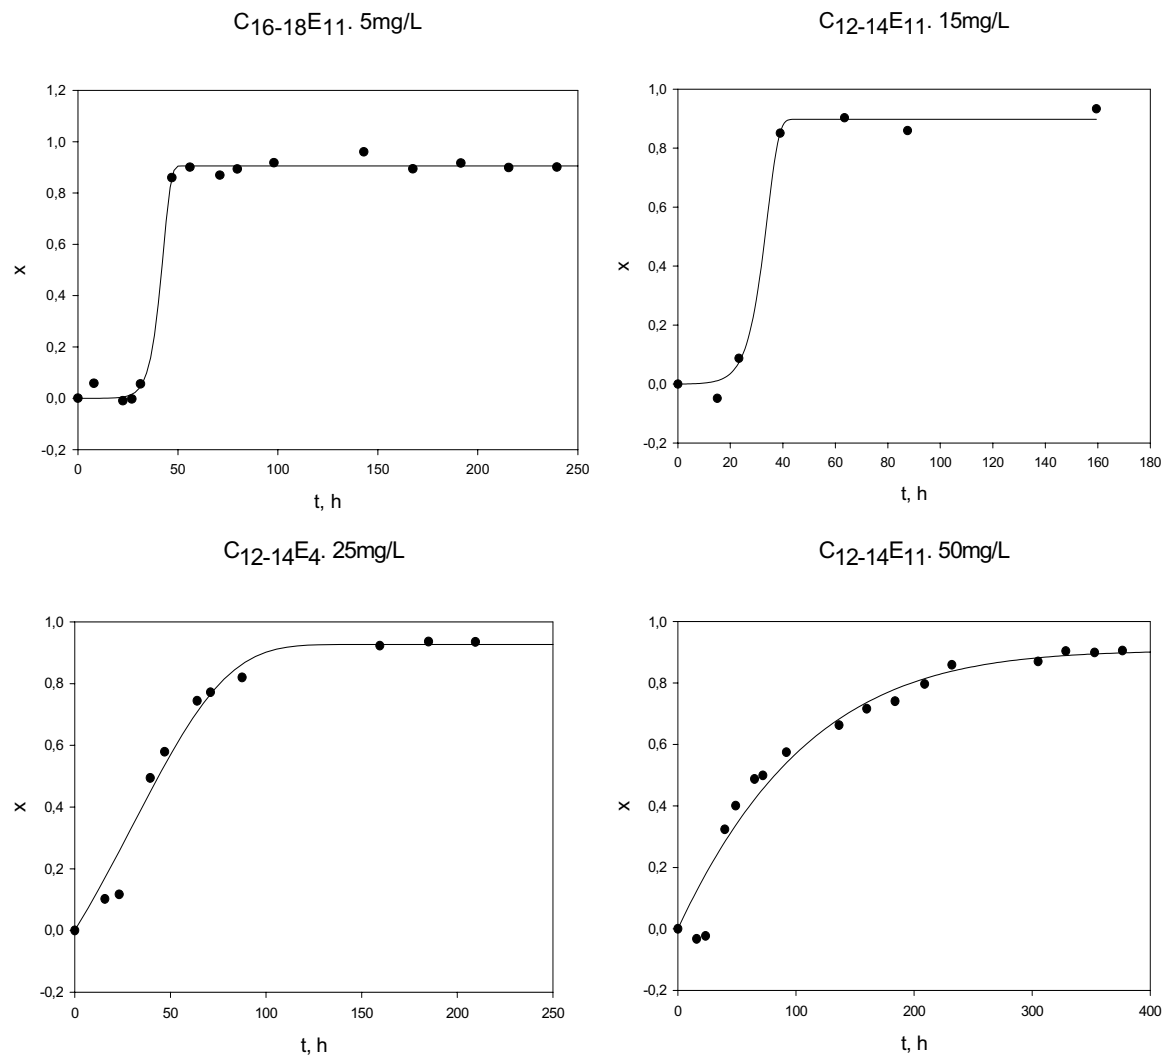 C16-18E11. 5mg/L
1,2
1,0
0,8
0,6
0,4
0,2
0,0
-0,2
x
0 50 100 150 200 250
t, h
C12-14E11. 15mg/L
1,0
0,8
0,6
0,4
0,2
0,0
-0,2
x
0 20 40 60 80 100 120 140 160 180
t, h
C12-14E4. 25mg/L
1,0
0,8
0,6
0,4
0,2
0,0
-0,2
x
0 50 100 150 200 250
t, h
C12-14E11. 50mg/L
1,0
0,8
0,6
0,4
0,2
0,0
-0,2
x
0 100 200 300 400
t, h